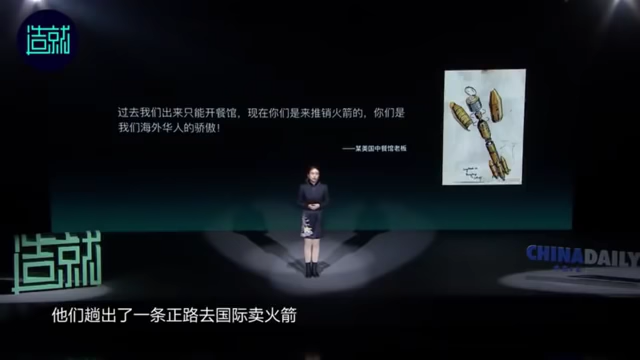 造就
过去我们出来只能开餐馆，现在你们是来推销火箭的，你们是
我们海外华人的骄傲！
——某美国中餐馆老板
造就
CHINADAILY
他们趟出了一条正路去国际卖火箭